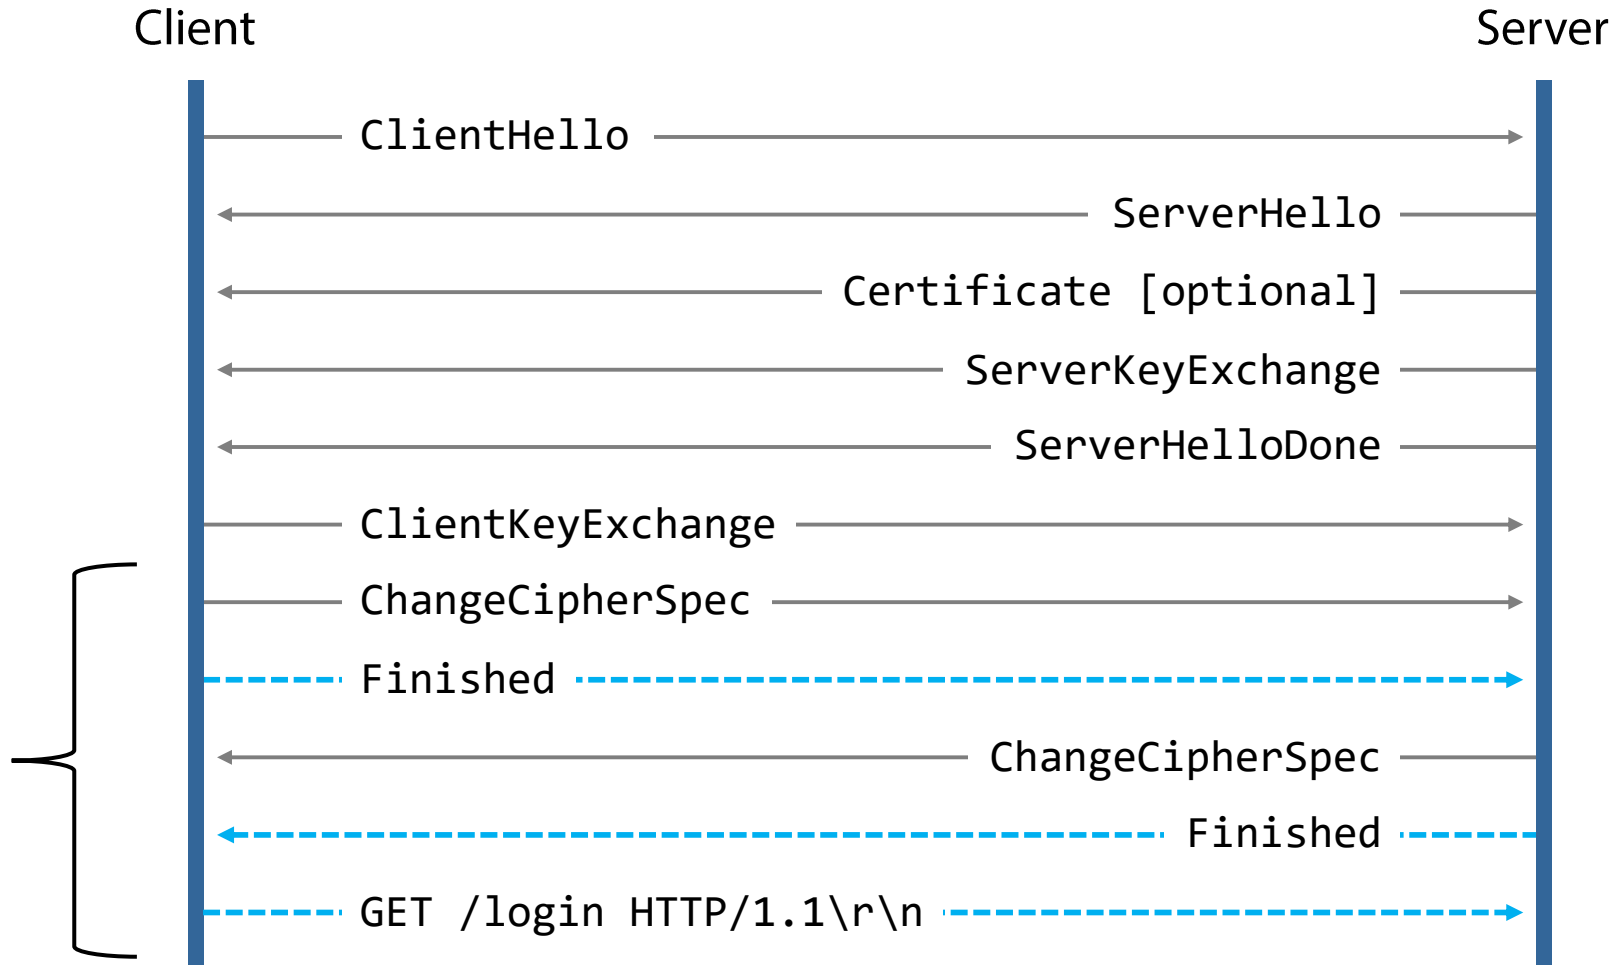 Client
Server
ClientHello
ServerHello
Certificate [optional]
ServerKeyExchange
ServerHelloDone
ClientKeyExchange
ChangeCipherSpec
Finished
ChangeCipherSpec
Finished
GET /login HTTP/1.1\r\n